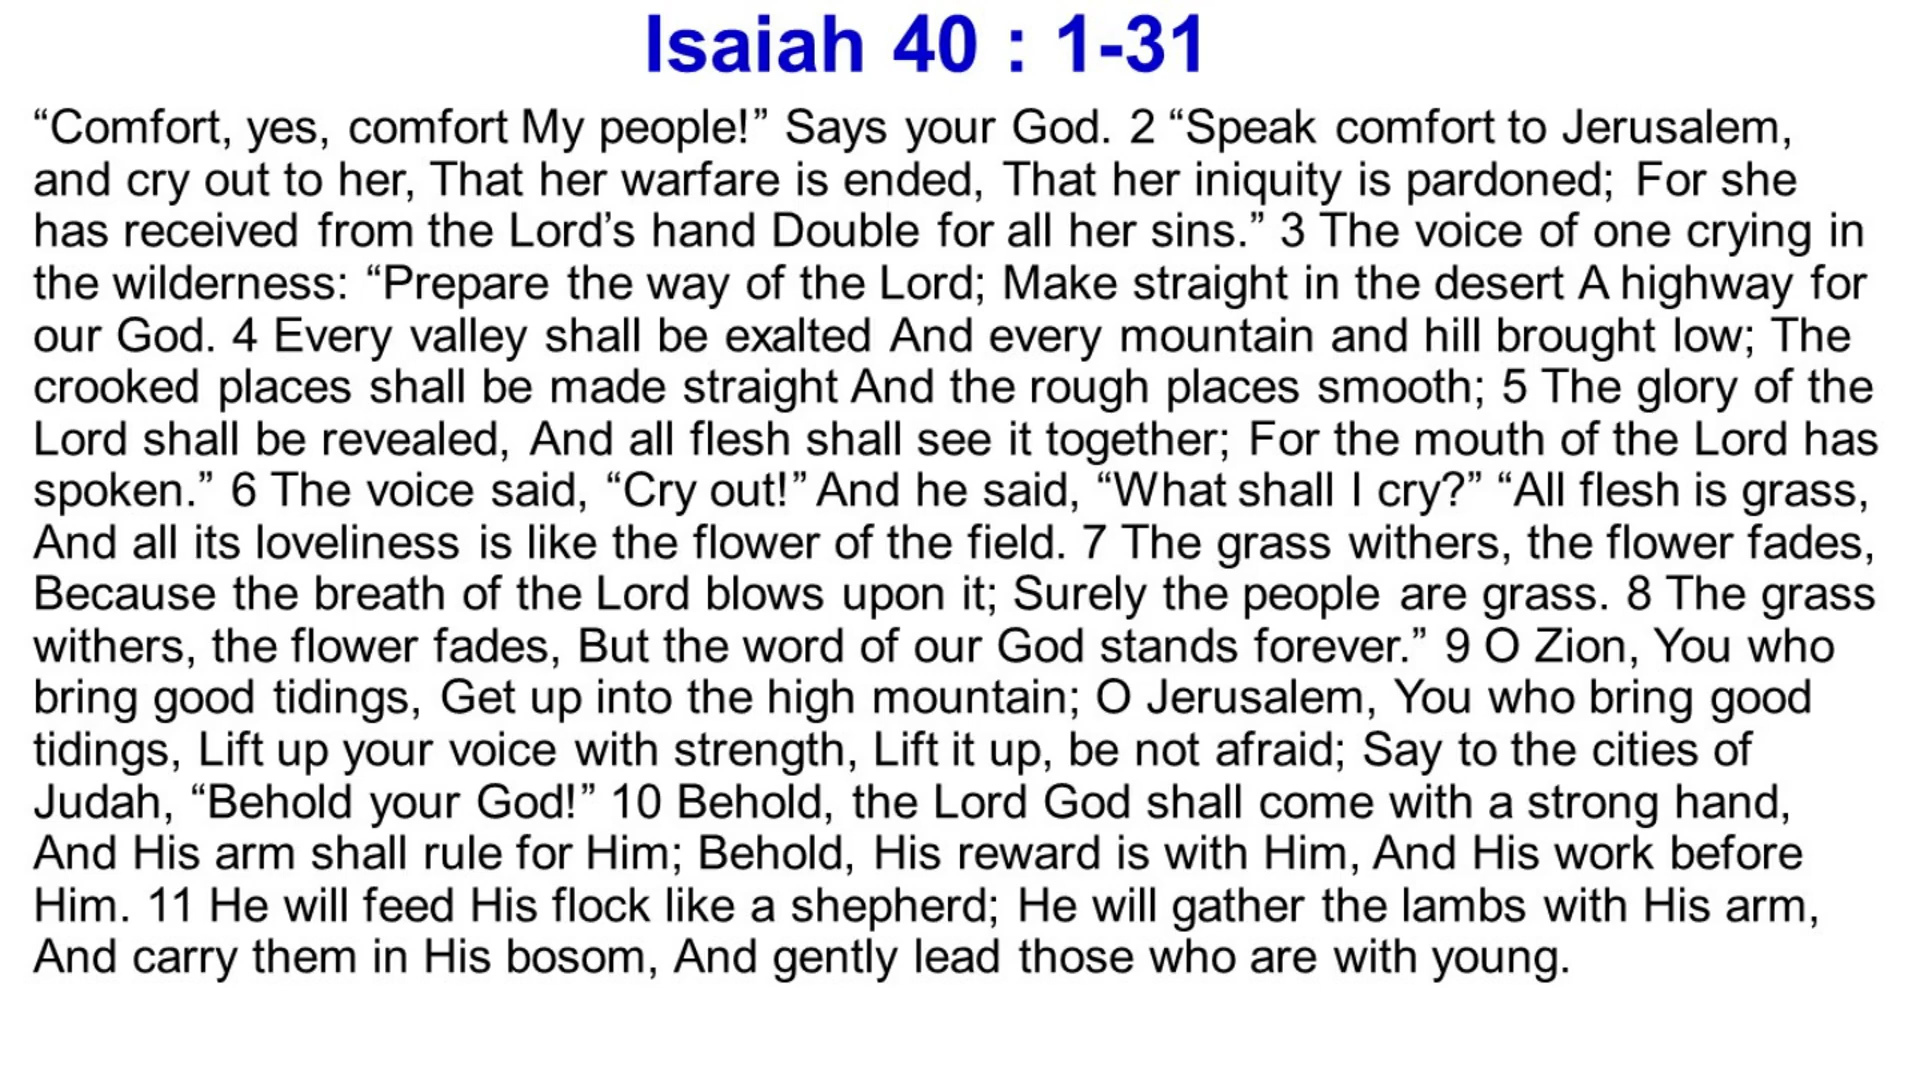 Isaiah 40 : 1-31
“Comfort, yes, comfort My people!” Says your God. 2 “Speak comfort to Jerusalem,
and cry out to her, That her warfare is ended, That her iniquity is pardoned; For she
has received from the Lord’s hand Double for all her sins.” 3 The voice of one crying in
the wilderness: “Prepare the way of the Lord; Make straight in the desert A highway for
our God. 4 Every valley shall be exalted And every mountain and hill brought low; The
crooked places shall be made straight And the rough places smooth; 5 The glory of the
Lord shall be revealed, And all flesh shall see it together; For the mouth of the Lord has
spoken.” 6 The voice said, “Cry out!” And he said, “What shall I cry?” “All flesh is grass,
And all its loveliness is like the flower of the field. 7 The grass withers, the flower fades,
Because the breath of the Lord blows upon it; Surely the people are grass. 8 The grass
withers, the flower fades, But the word of our God stands forever.” 9 O Zion, You who
bring good tidings, Get up into the high mountain; O Jerusalem, You who bring good
tidings, Lift up your voice with strength, Lift it up, be not afraid; Say to the cities of
Judah, “Behold your God!” 10 Behold, the Lord God shall come with a strong hand,
And His arm shall rule for Him; Behold, His reward is with Him, And His work before
Him. 11 He will feed His flock like a shepherd; He will gather the lambs with His arm,
And carry them in His bosom, And gently lead those who are with young.